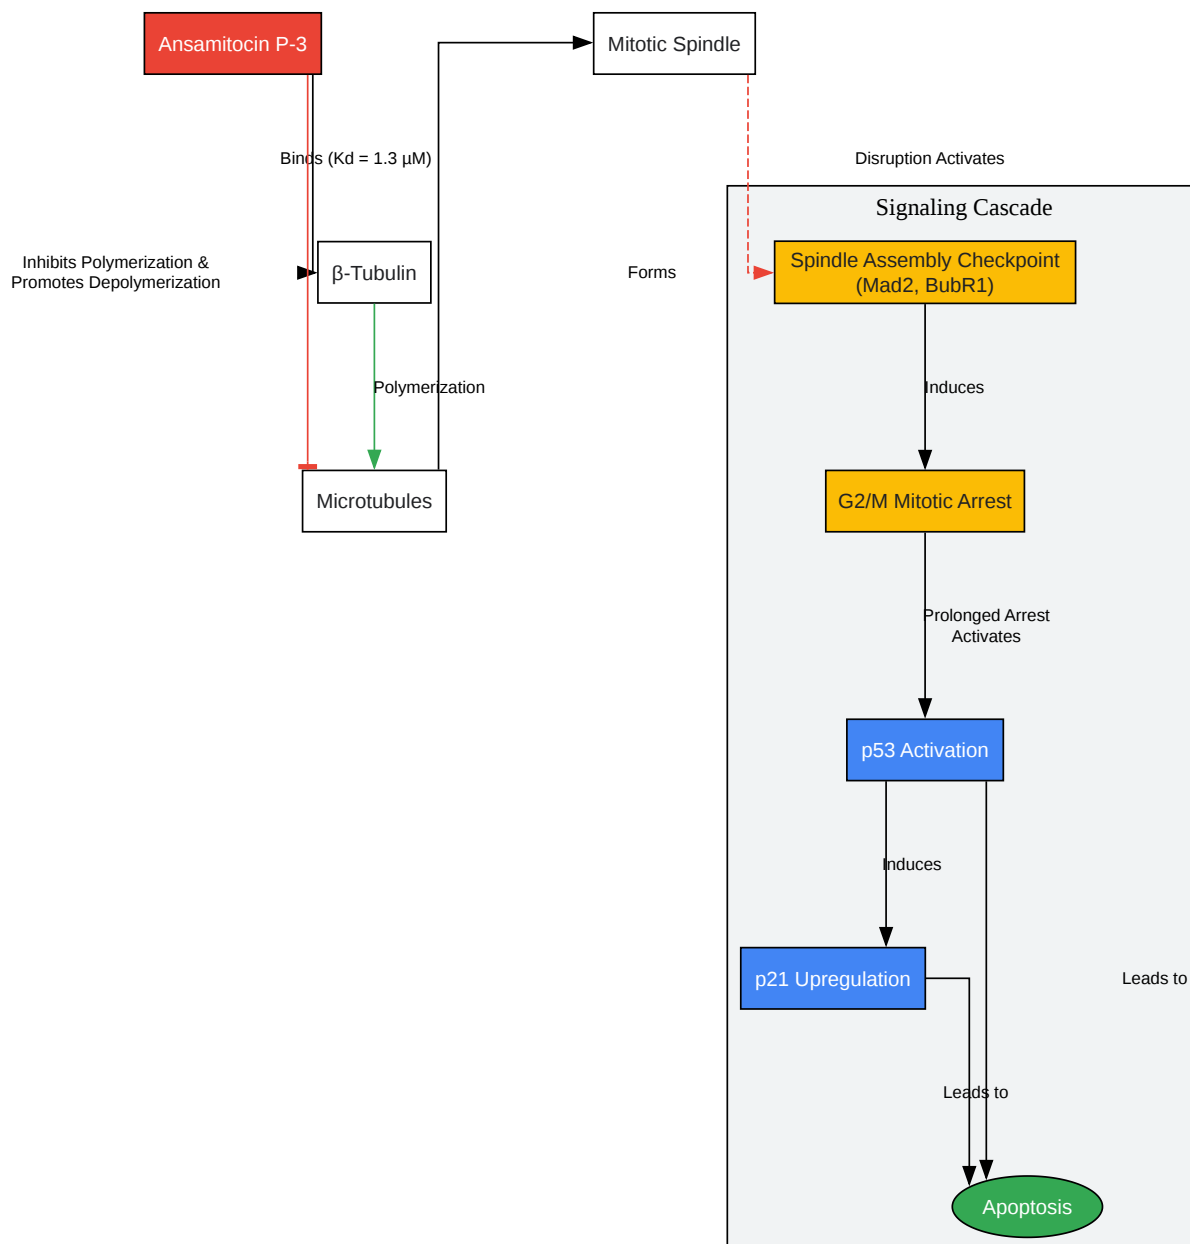 Ansamitocin P-3
Mitotic Spindle
Binds (Kd = 1.3 µM)
Disruption Activates
Signaling Cascade
Inhibits Polymerization &
Promotes Depolymerization
β-Tubulin
Forms
Spindle Assembly Checkpoint
(Mad2, BubR1)
Polymerization
Induces
Microtubules
G2/M Mitotic Arrest
Prolonged Arrest
Activates
p53 Activation
Induces
p21 Upregulation
Leads to
Leads to
Apoptosis